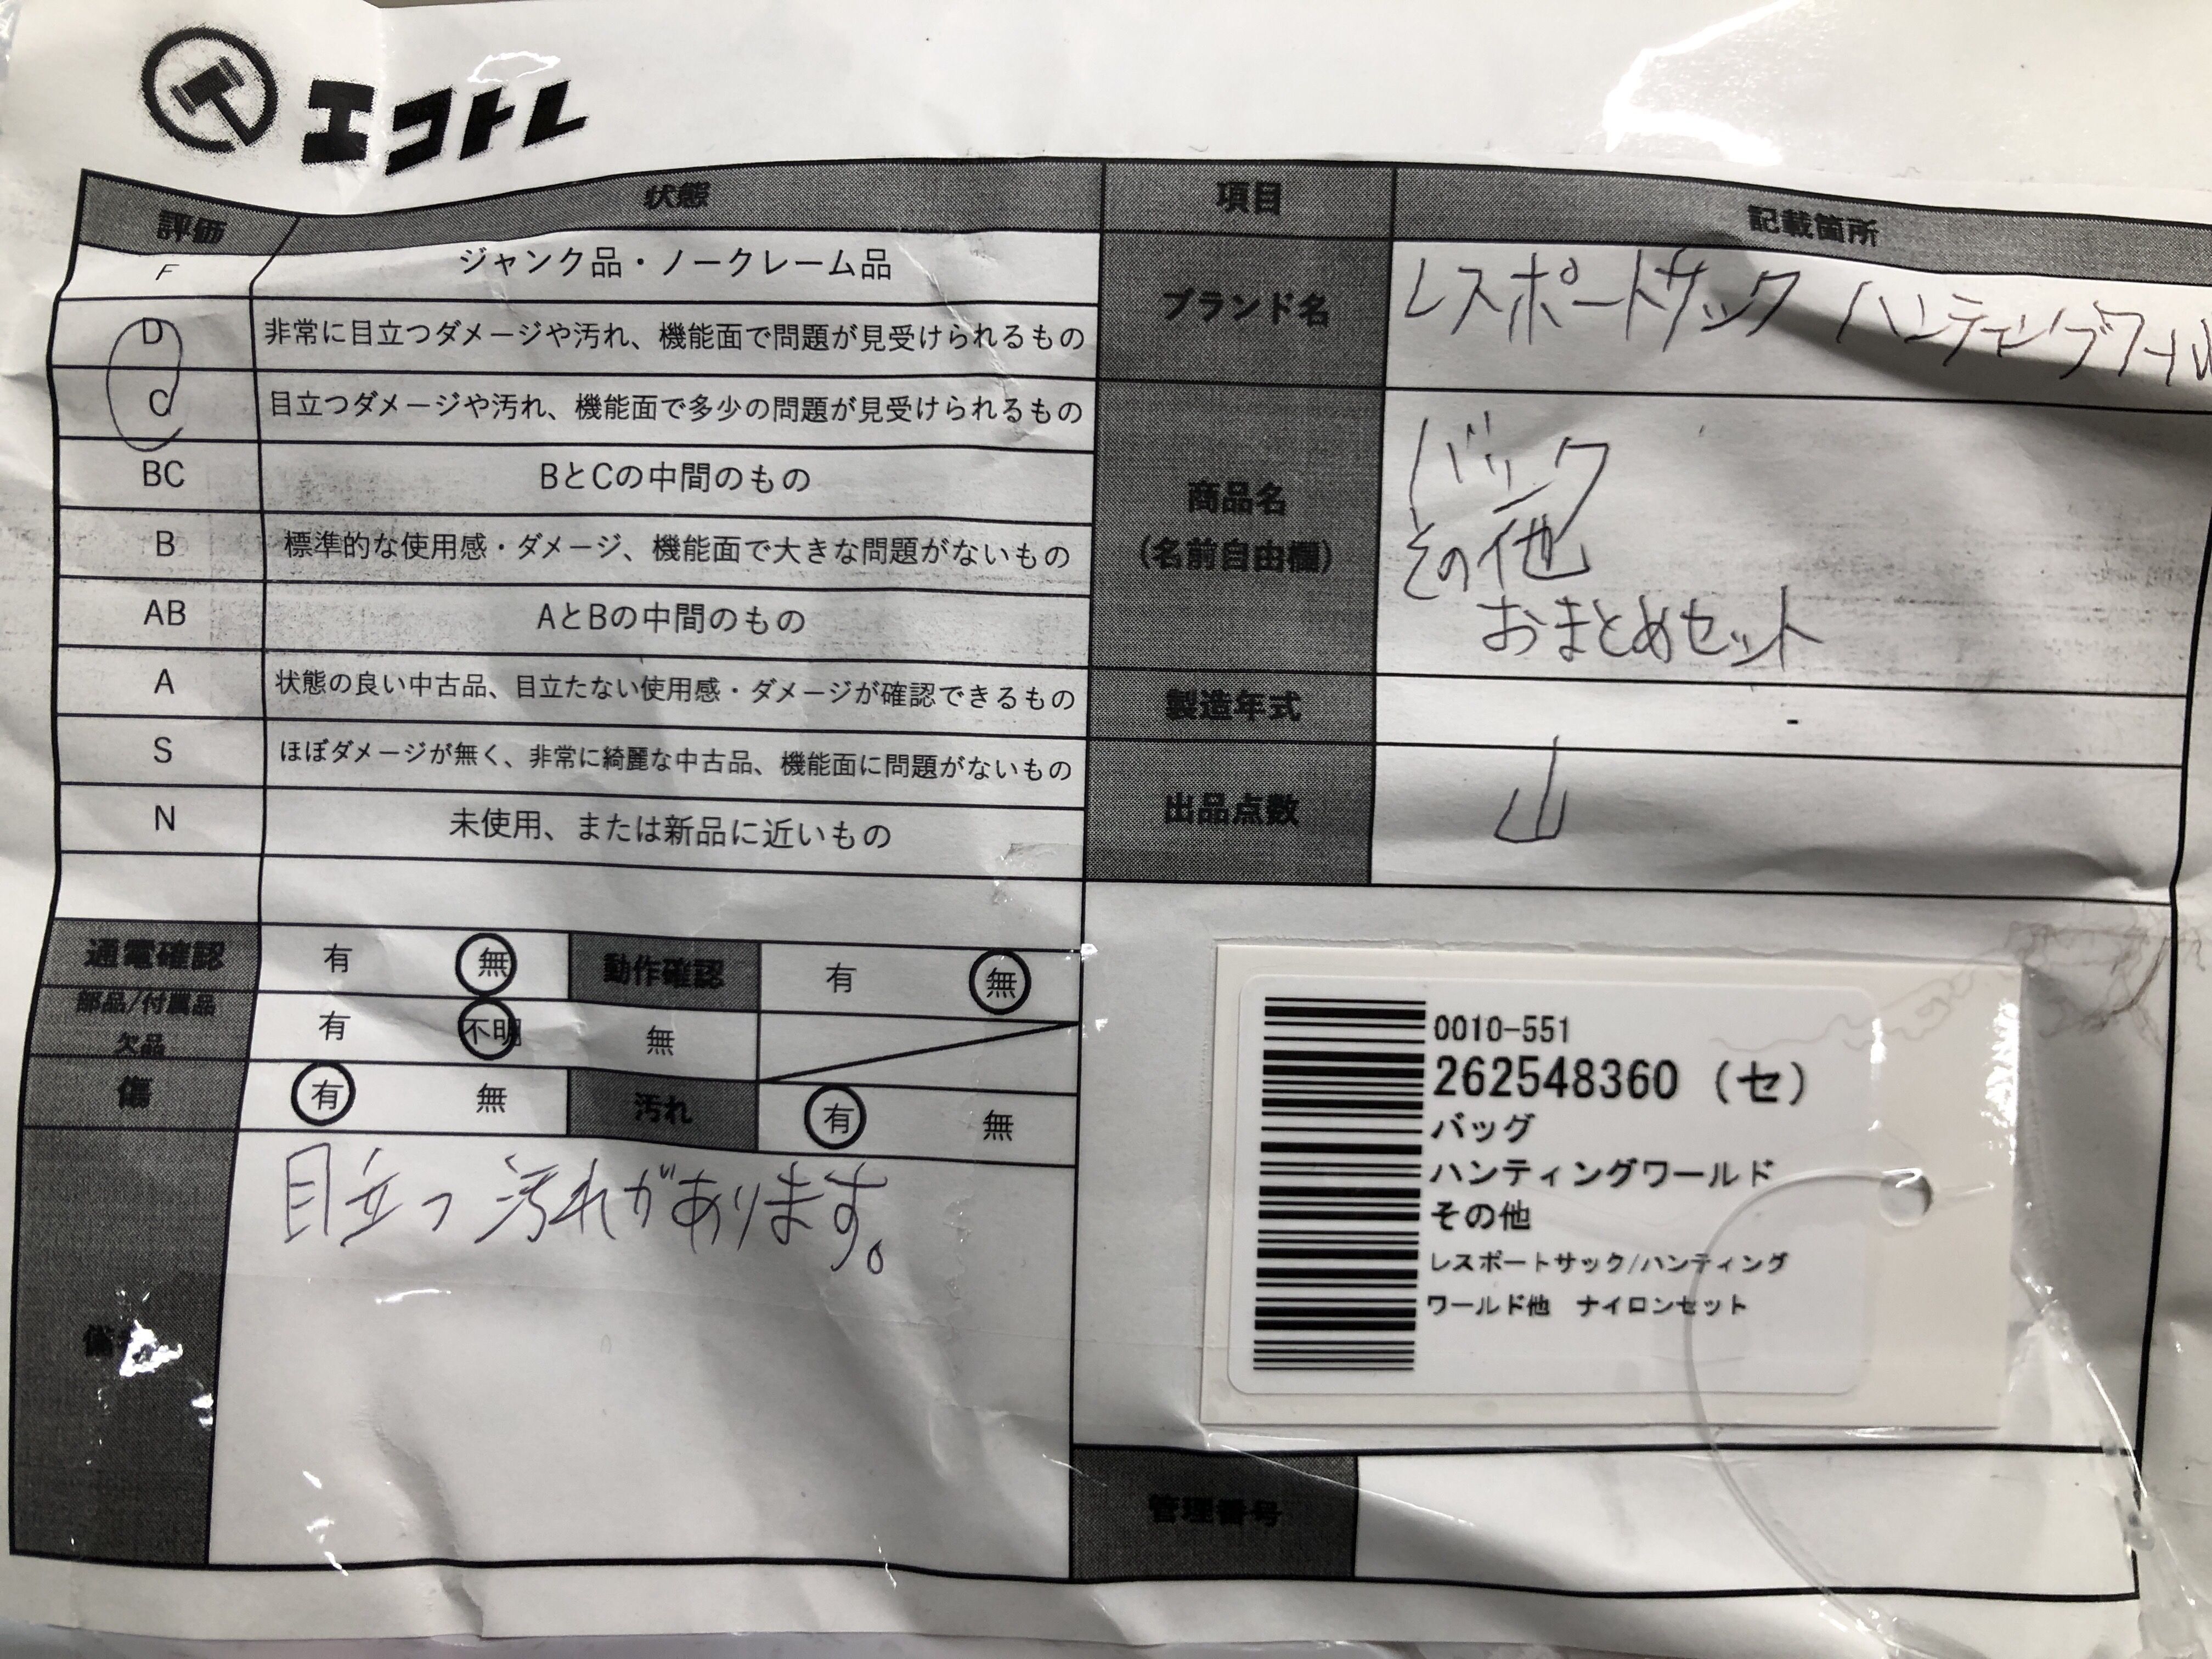 エコトレ
評価 状態 項目 記載箇所
F ジャンク品・ノークレーム品
D 非常に目立つダメージや汚れ、機能面で問題が見受けられるもの
C 目立つダメージや汚れ、機能面で多少の問題が見受けられるもの
BC BとCの中間のもの
B 標準的な使用感・ダメージ、機能面で大きな問題がないもの
AB AとBの中間のもの
A 状態の良い中古品、目立たない使用感・ダメージが確認できるもの
S ほぼダメージが無く、非常に綺麗な中古品、機能面に問題がないもの
N 未使用、または新品に近いもの
ブランド名 レスポートサック ハンティングワール
商品名
(名前自由欄)
バック
その他
おまとめセット
製造年式 -
出品点数
通電確認 有 無 動作確認 有 無
部品/付属品
欠品
有 不明 無
傷 有 無 汚れ 有 無
目立つ汚れがあります。
0010-551
262548360 (セ)
バッグ
ハンティングワールド
その他
レスポートサック/ハンティング
ワールド他 ナイロンセット
管理番号